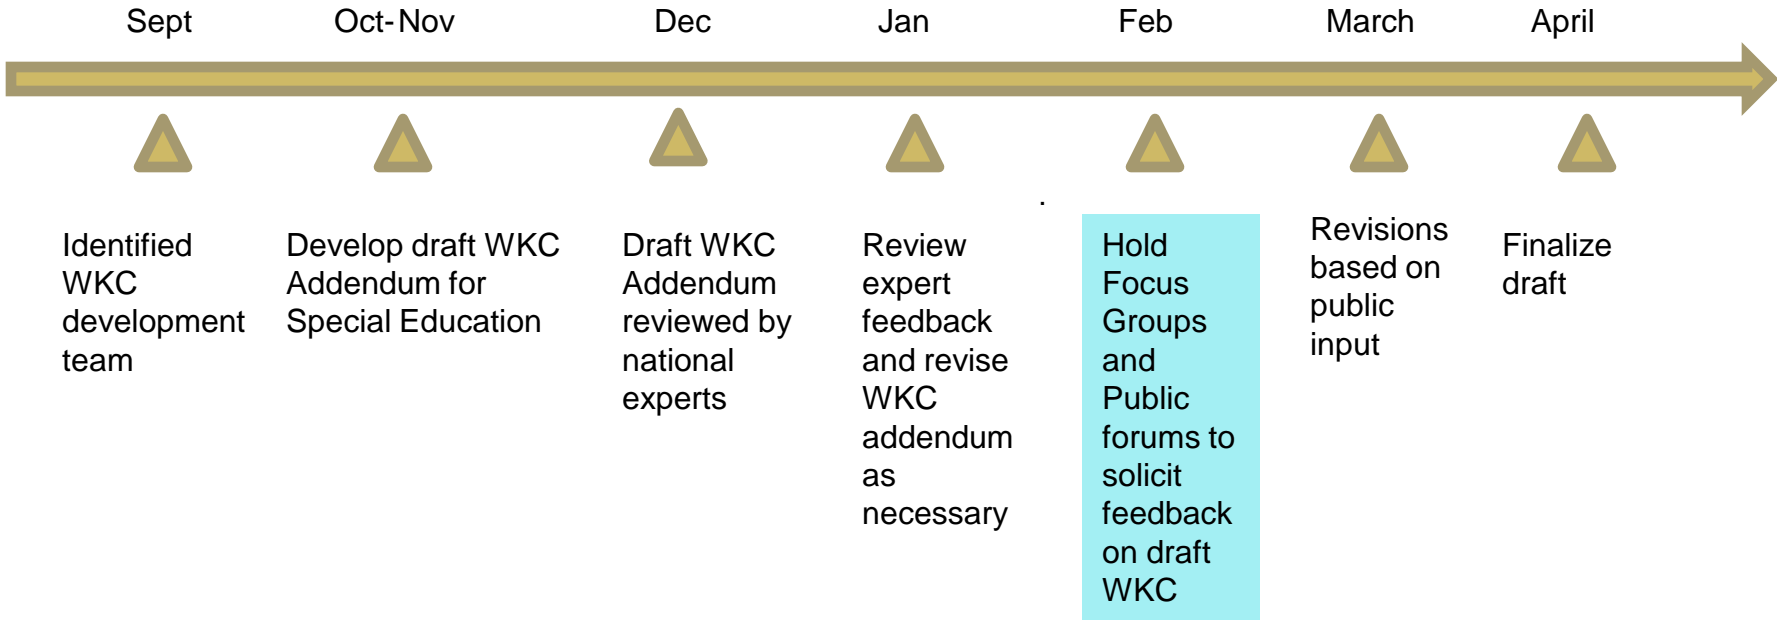 Sept
Oct-Nov
Dec
Jan
Feb
March
April
Identified
WKC
development
team
Develop draft WKC
Addendum for
Special Education
Draft WKC
Addendum
reviewed by
national
experts
Review
expert
feedback
and revise
WKC
addendum
as
necessary
.
Hold
Focus
Groups
and
Public
forums to
solicit
feedback
on draft
WKC
Revisions
based on
public
input
Finalize
draft